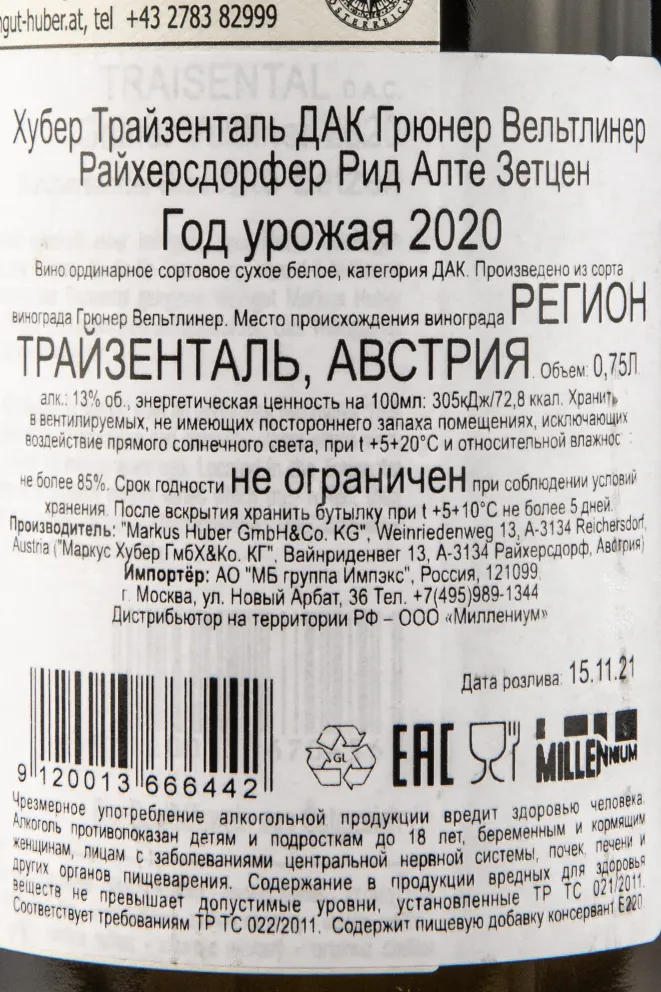 ngut-huber.at, tel +43 2783 82999
ÖSTERREICH
TRAISENTAL D.A.C.
Хубер Трайзенталь ДАК Грюнер Вельтлинер
Райхерсдорфер Рид Алте Зетцен
Год урожая 2020
Вино ординарное сортовое сухое белое, категория ДАК. Произведено из сорта
винограда Грюнер Вельтлинер. Место происхождения винограда РЕГИОН
ТРАЙЗЕНТАЛЬ, АВСТРИЯ. Объем: 0,75Л
алк.: 13% об., энергетическая ценность на 100мл: 305кДж/72,8 ккал. Хранить
в вентилируемых, не имеющих постороннего запаха помещениях, исключающих
воздействие прямого солнечного света, при t +5+20°C и относительной влажнос
не более 85%. Срок годности не ограничен при соблюдении условий
хранения. После вскрытия хранить бутылку при t +5+10°C не более 5 дней.
Производитель: "Markus Huber GmbH&Co. KG", Weinriedenweg 13, A-3134 Reichersdorf,
Austria ("Маркус Хубер ГмбХ&Ко. КГ", Вайнриденвег 13, А-3134 Райхерсдорф, Австрия)
Импортёр: АО "МБ группа Импэкс", Россия, 121099
г. Москва, ул. Новый Арбат, 36 Тел. +7(495)989-1344
Дистрибьютор на территории РФ – ООО «Миллениум»
Дата розлива: 15.11.21
GL
EAC
MILLENNIUM
9 120013 666442
Чрезмерное употребление алкогольной продукции вредит здоровью человека.
Алкоголь противопоказан детям и подросткам до 18 лет, беременным и кормящим
женщинам, лицам с заболеваниями центральной нервной системы, почек, печени и
других органов пищеварения. Содержание в продукции вредных для здоровья
веществ не превышает допустимые уровни, установленные ТР ТС 021/2011.
Соответствует требованиям ТР ТС 022/2011. Содержит пищевую добавку консервант Е220